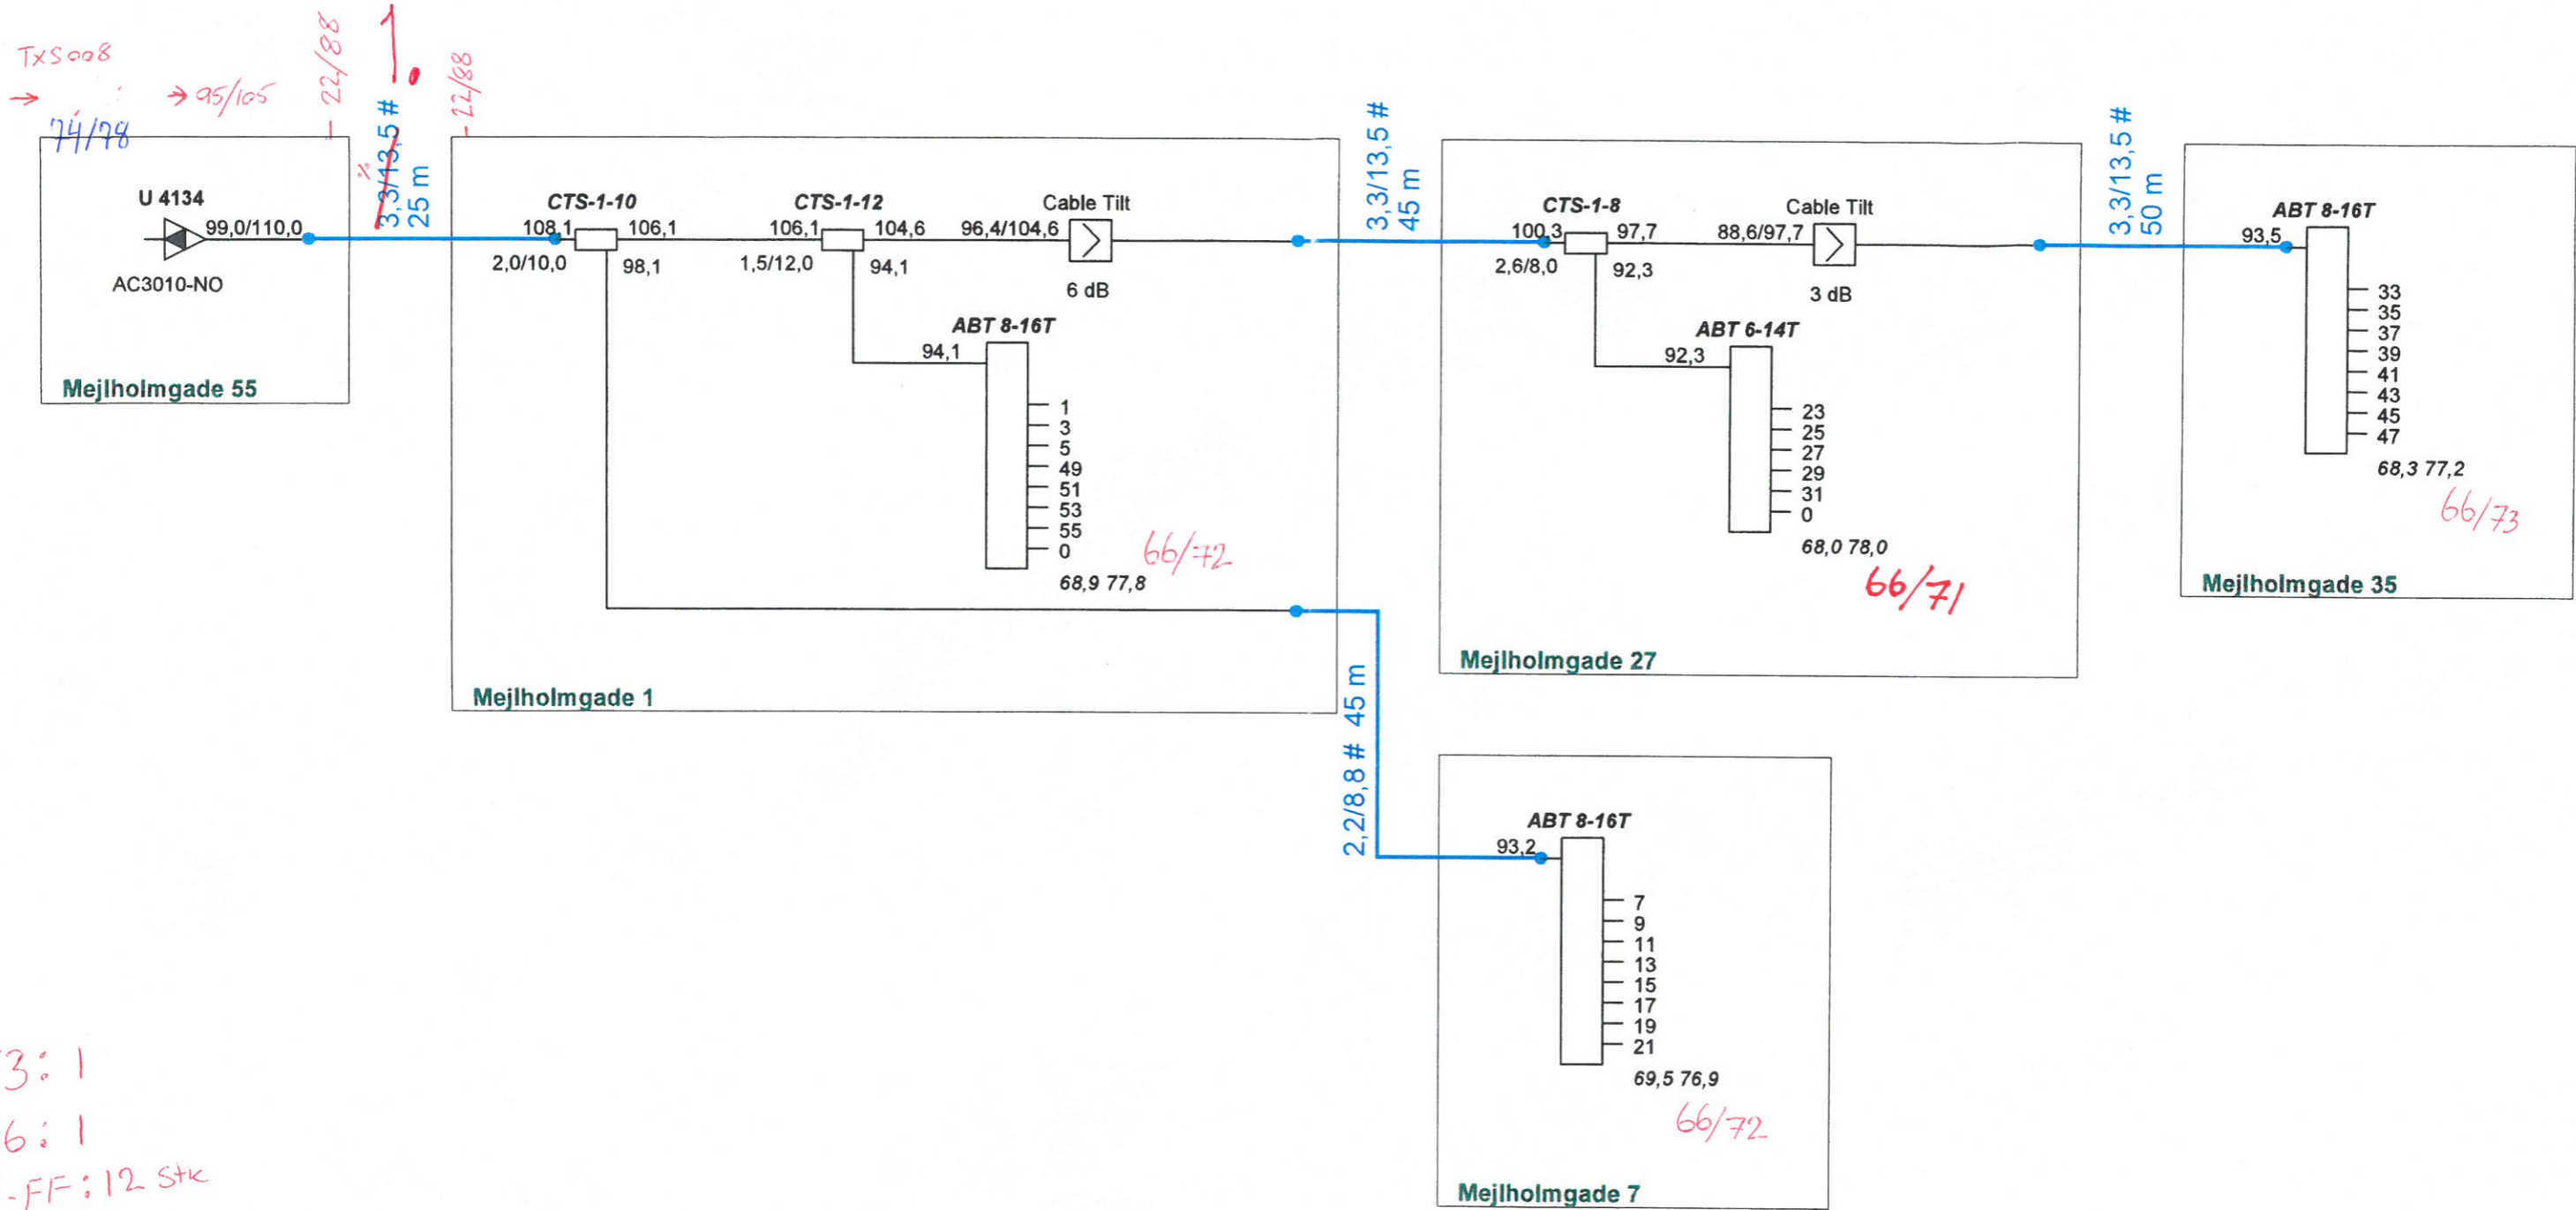 TxS008
→ → 95/105
74/78
- 22/88
1.
- 22/88
%
3,3/13,5 #
25 m
U 4134
99,0/110,0
AC3010-NO
Mejlholmgade 55
CTS-1-10
108,1
106,1
2,0/10,0
98,1
CTS-1-12
106,1
104,6
1,5/12,0
94,1
Cable Tilt
96,4/104,6
6 dB
ABT 8-16T
94,1
1
3
5
49
51
53
55
0
68,9 77,8
66/72
Mejlholmgade 1
3,3/13,5 #
45 m
CTS-1-8
100,3
97,7
2,6/8,0
92,3
Cable Tilt
88,6/97,7
3 dB
ABT 6-14T
92,3
23
25
27
29
31
0
68,0 78,0
66/71
Mejlholmgade 27
3,3/13,5 #
50 m
ABT 8-16T
93,5
33
35
37
39
41
43
45
47
68,3 77,2
66/73
Mejlholmgade 35
2,2/8,8 # 45 m
ABT 8-16T
93,2
7
9
11
13
15
17
19
21
69,5 76,9
66/72
Mejlholmgade 7
3: 1
6: 1
-FF: 12 stk